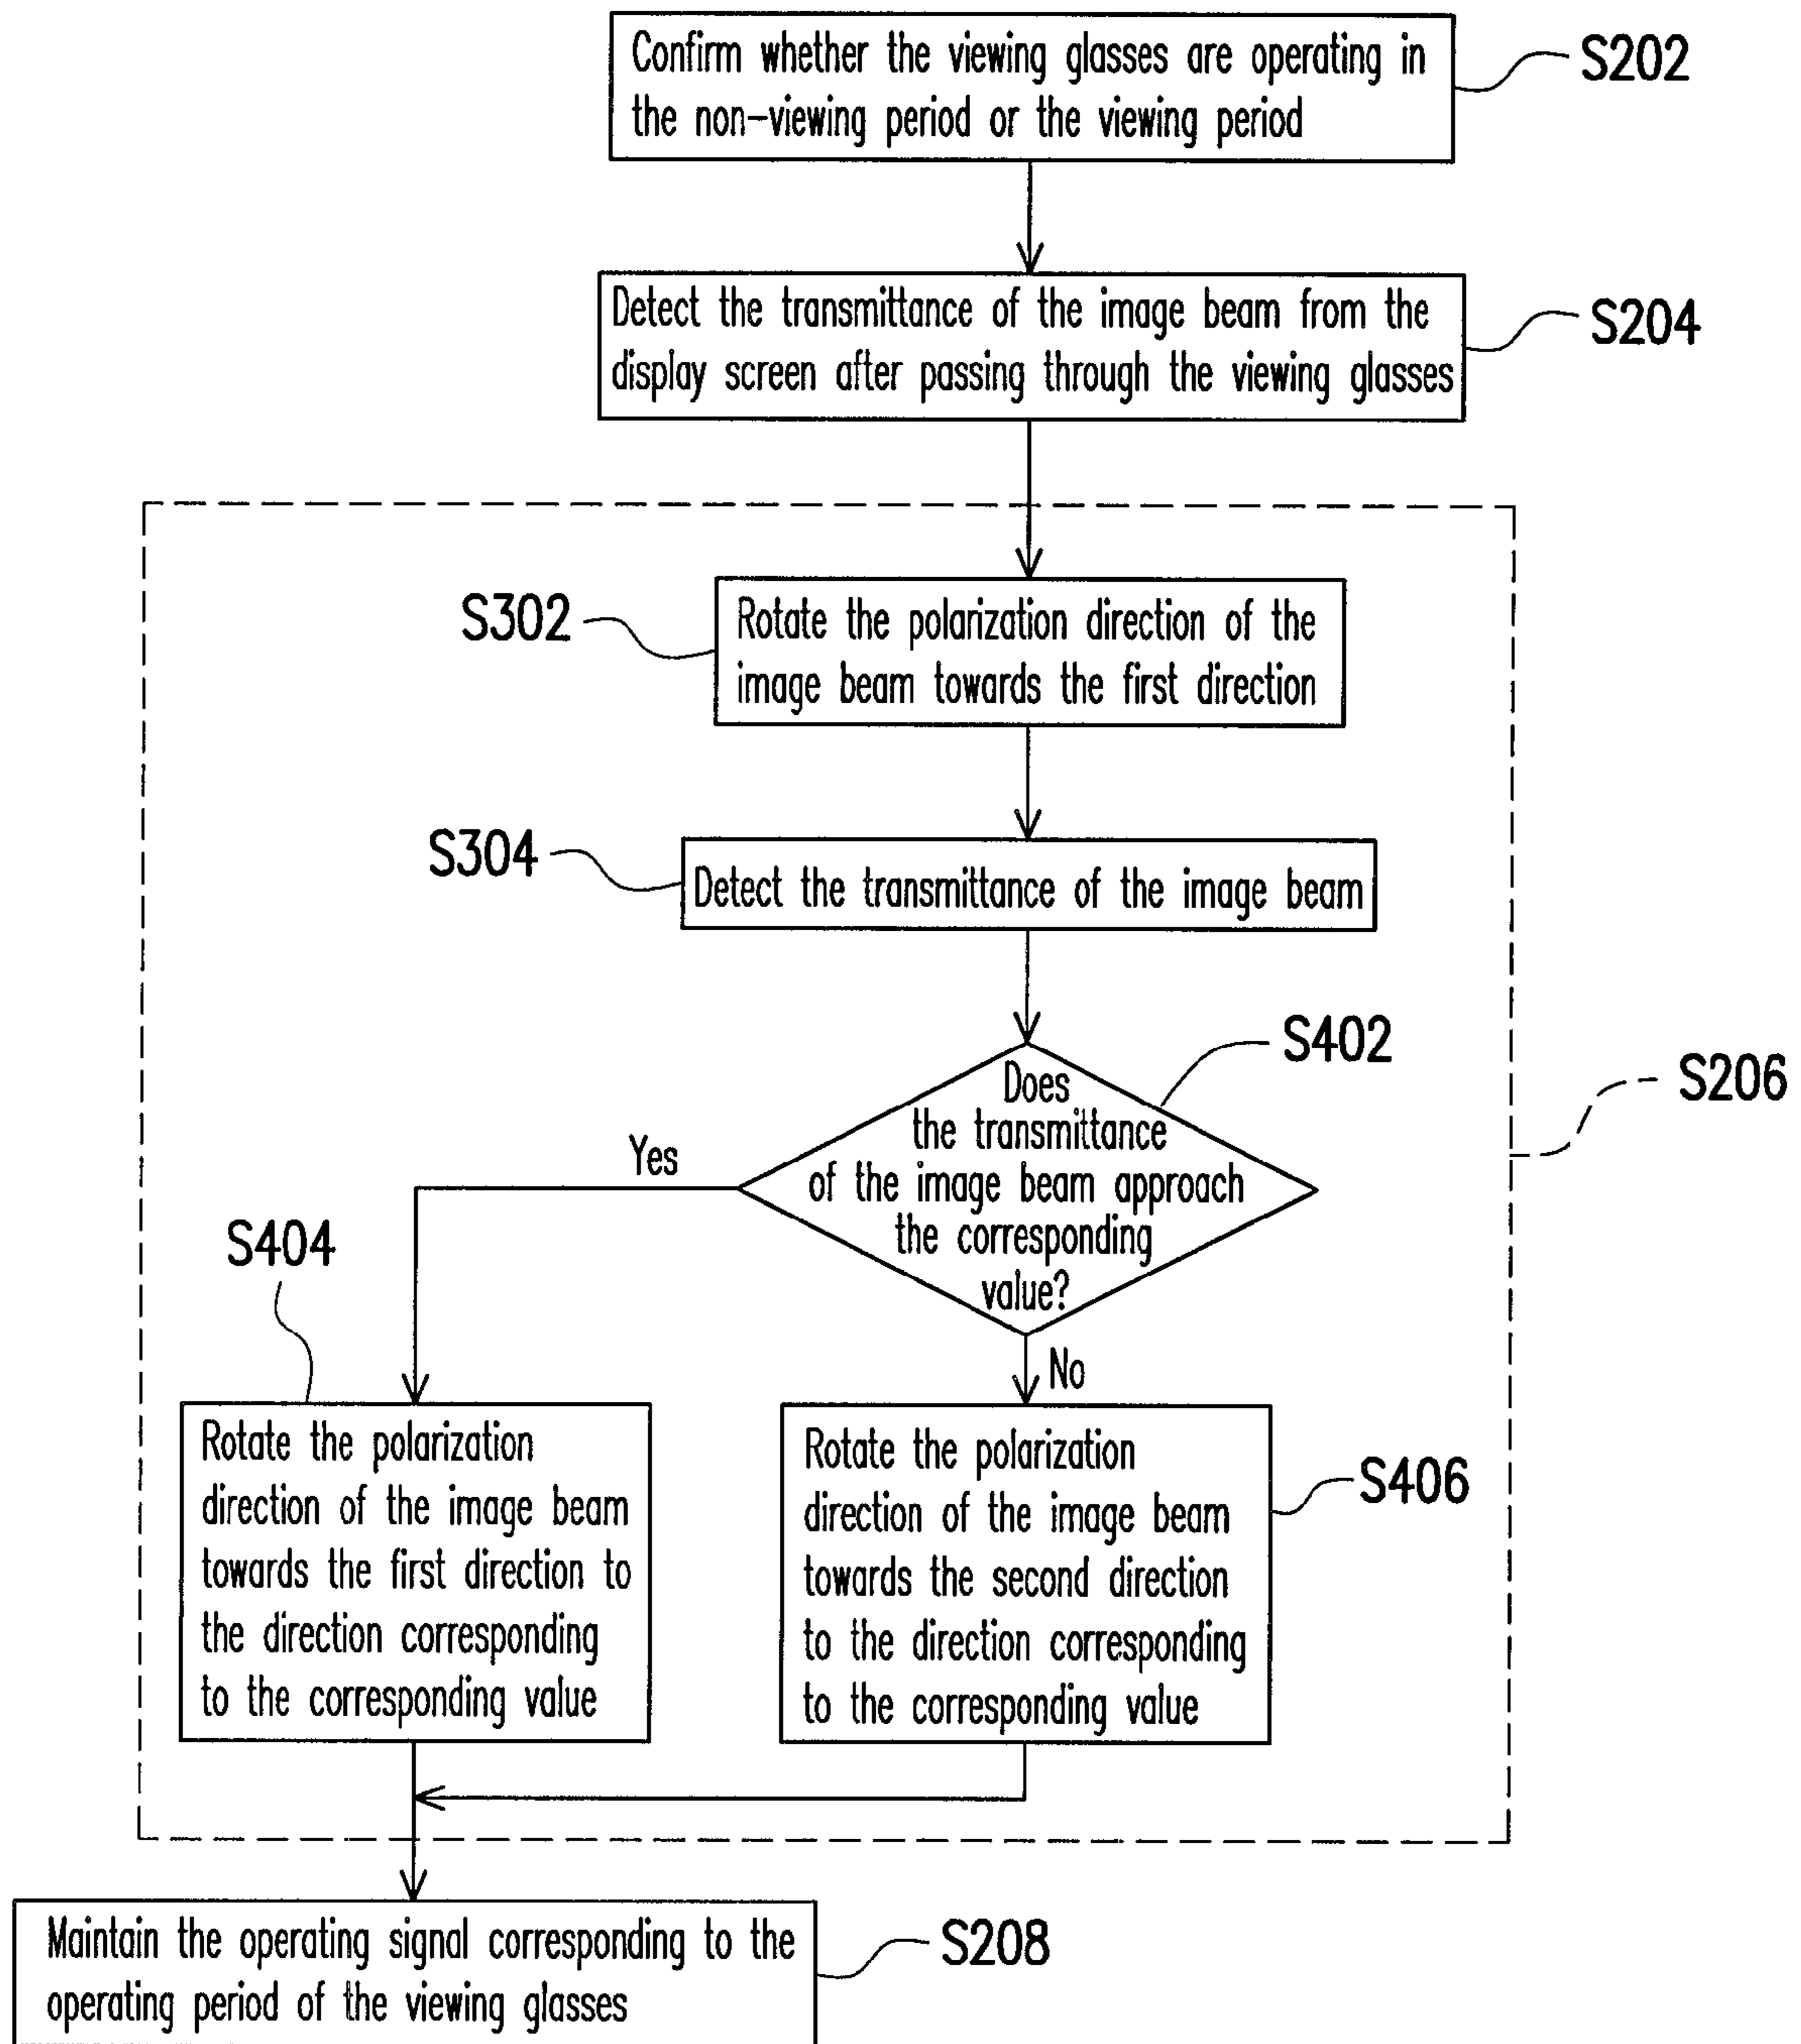 Confirm whether the viewing glasses are operating in
the non-viewing period or the viewing period
S202
Detect the transmittance of the image beam from the
display screen after passing through the viewing glasses
S204
S302
Rotate the polarization direction of the
image beam towards the first direction
S304
Detect the transmittance of the image beam
S402
Does
the transmittance
of the image beam approach
the corresponding
value?
S206
Yes
No
S404
Rotate the polarization
direction of the image beam
towards the first direction to
the direction corresponding
to the corresponding value
Rotate the polarization
direction of the image beam
towards the second direction
to the direction corresponding
to the corresponding value
S406
Maintain the operating signal corresponding to the
operating period of the viewing glasses
S208